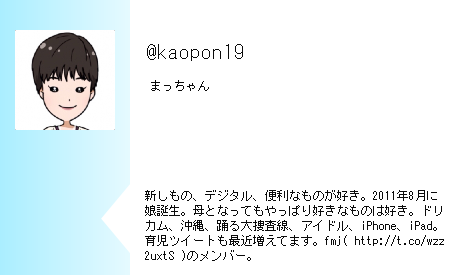 @kaopon19
まっちゃん
新しもの、デジタル、便利なものが好き。2011年8月に
娘誕生。母となってもやっぱり好きなものは好き。ドリ
カム、沖縄、踊る大捜査線、アイドル、iPhone、iPad。
育児ツイートも最近増えてます。fmj( http://t.co/wzz
2uxtS )のメンバー。